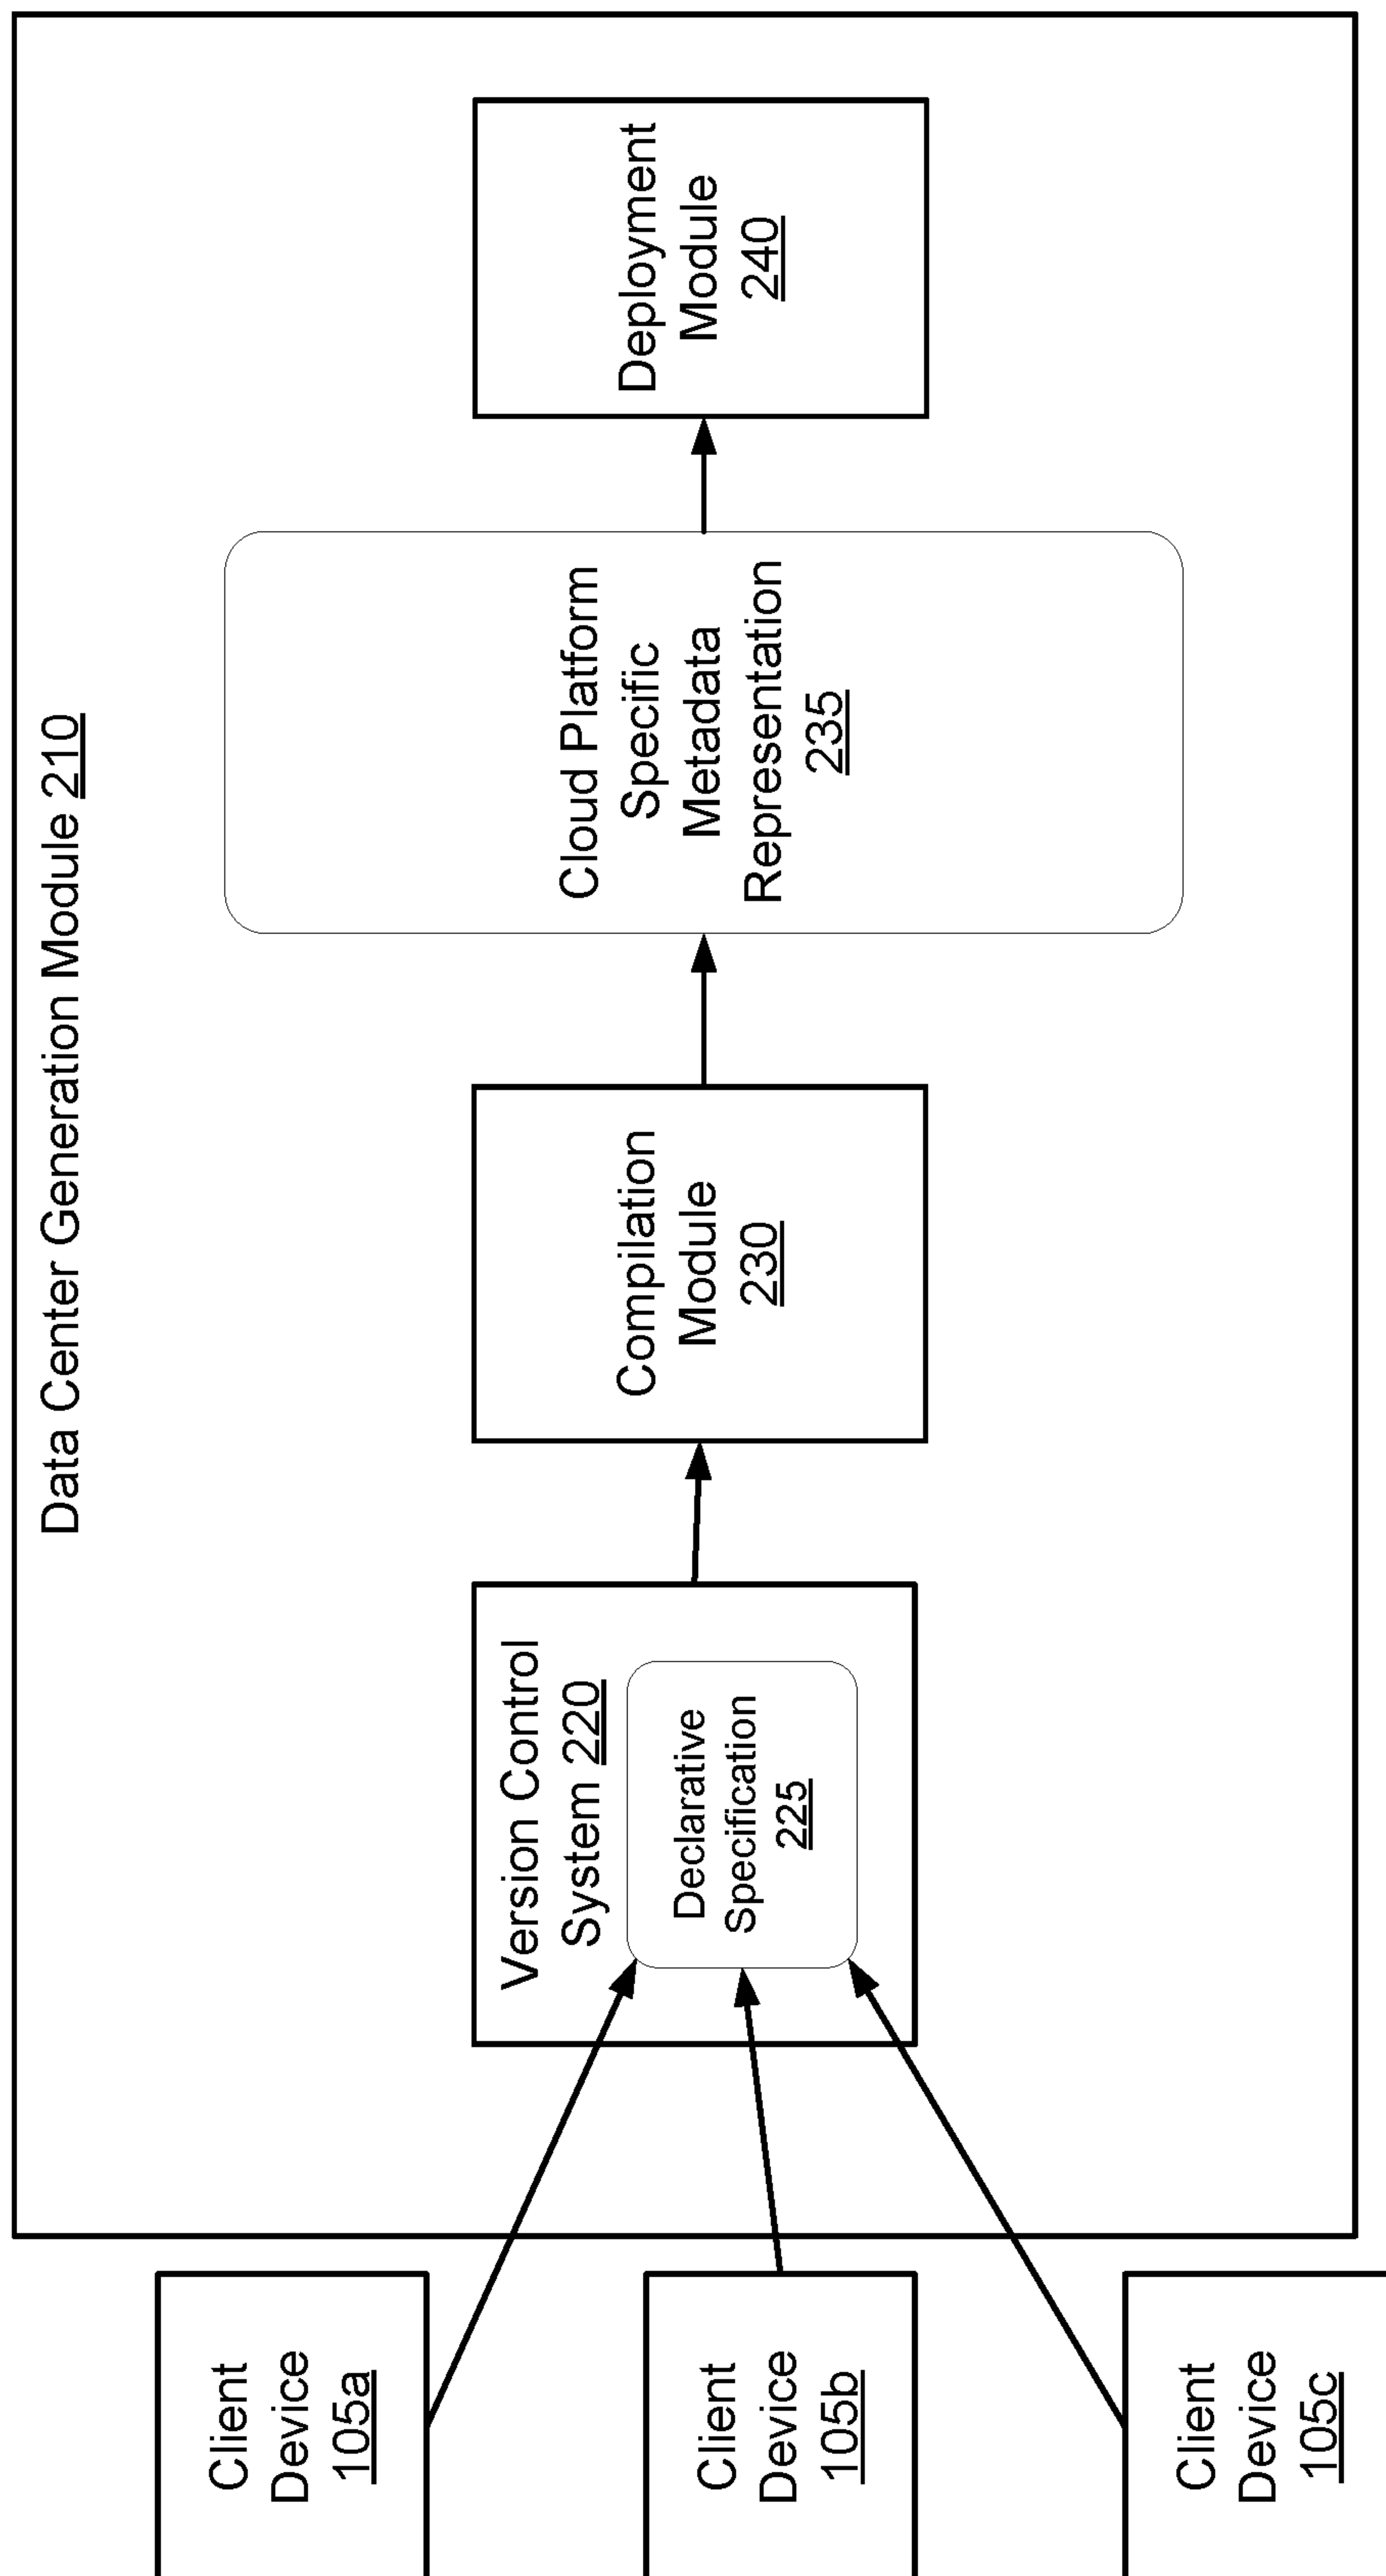 Data Center Generation Module 210
Client
Device
105a
Client
Device
105b
Client
Device
105c
Version Control
System 220
Declarative
Specification
225
Compilation
Module
230
Cloud Platform
Specific
Metadata
Representation
235
Deployment
Module
240